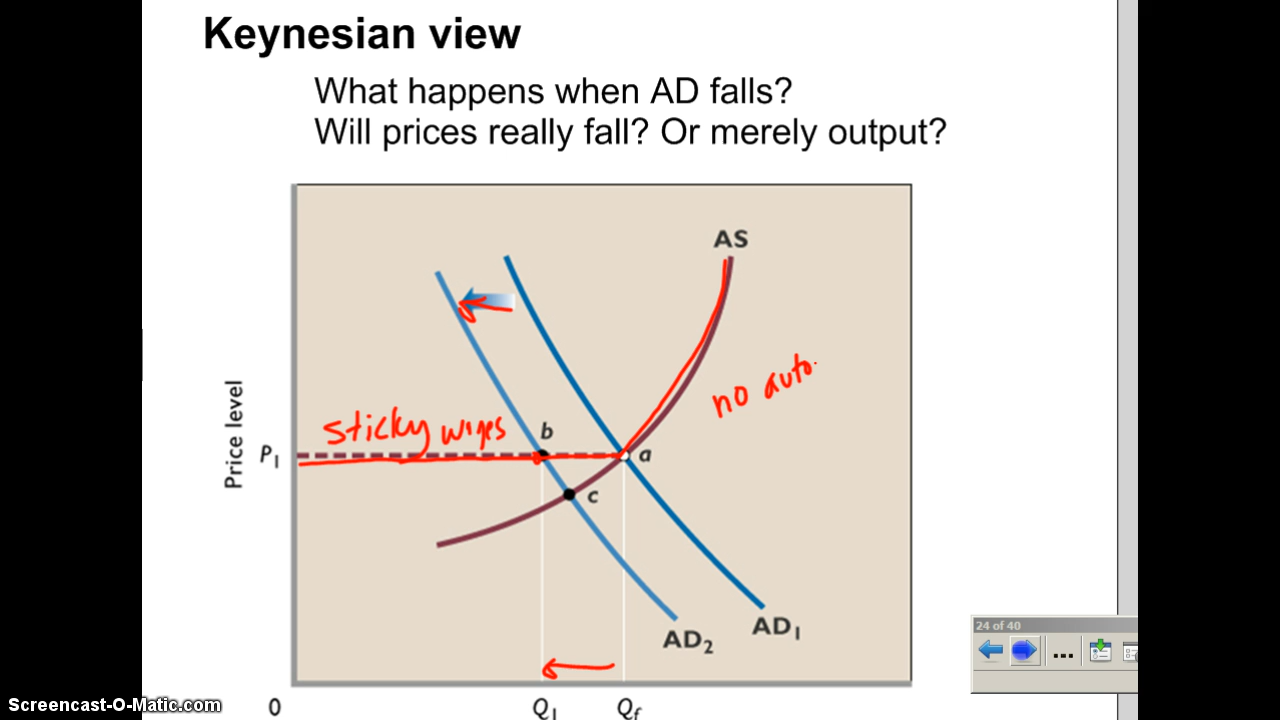 Keynesian view
What happens when AD falls?
Will prices really fall? Or merely output?
AS
no auto.
sticky wages
b
Price level
P1
a
c
AD2
AD1
0
Q1
Qf
24 of 40
...
Screencast-O-Matic.com